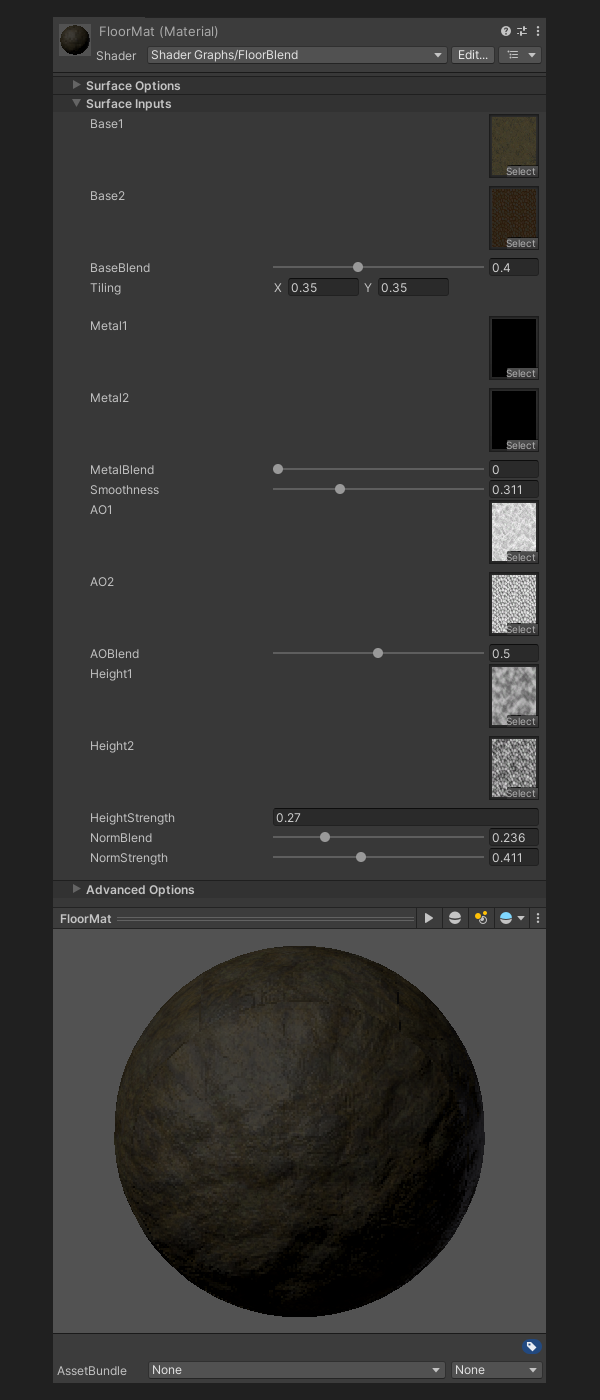 FloorMat (Material)
Shader Shader Graphs/FloorBlend Edit...
Surface Options
Surface Inputs
Base1
Select
Base2
Select
BaseBlend 0.4
Tiling X 0.35 Y 0.35
Metal1
Select
Metal2
Select
MetalBlend 0
Smoothness 0.311
AO1
Select
AO2
Select
AOBlend 0.5
Height1
Select
Height2
Select
HeightStrength 0.27
NormBlend 0.236
NormStrength 0.411
Advanced Options
FloorMat
AssetBundle None None